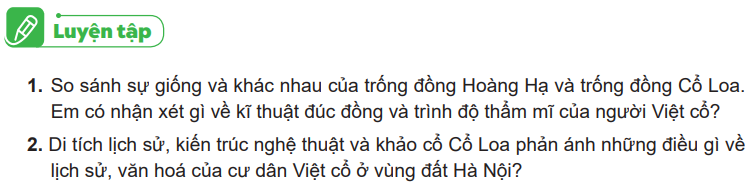 Luyện tập
1. So sánh sự giống và khác nhau của trống đồng Hoàng Hạ và trống đồng Cổ Loa.
Em có nhận xét gì về kĩ thuật đúc đồng và trình độ thẩm mĩ của người Việt cổ?
2. Di tích lịch sử, kiến trúc nghệ thuật và khảo cổ Cổ Loa phản ánh những điều gì về
lịch sử, văn hoá của cư dân Việt cổ ở vùng đất Hà Nội?